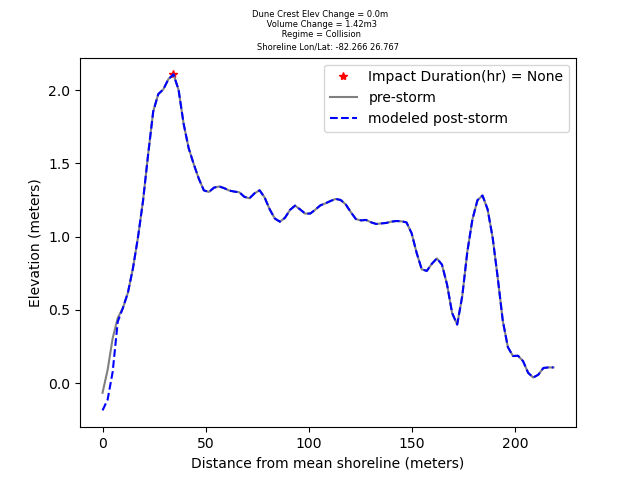 Dune Crest Elev Change = 0.0m
Volume Change = 1.42m3
Regime = Collision
Shoreline Lon/Lat: -82.266 26.767
Impact Duration(hr) = None
pre-storm
modeled post-storm
Elevation (meters)
2.0
1.5
1.0
0.5
0.0
0 50 100 150 200
Distance from mean shoreline (meters)